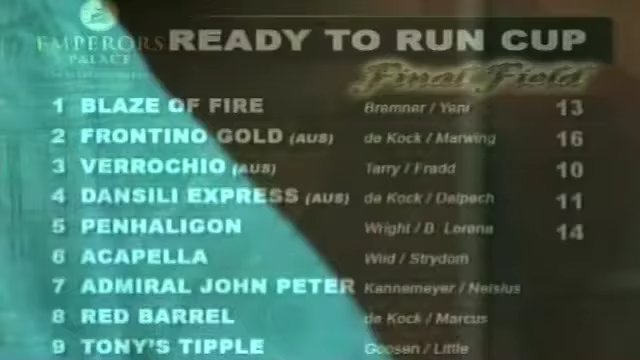 EMPERORS PALACE
READY TO RUN CUP
Final Field
1 BLAZE OF FIRE Bremner / Yeni 13
2 FRONTINO GOLD (AUS) de Kock / Marwing 16
3 VERROCHIO (AUS) Tarry / Fradd 10
4 DANSILI EXPRESS (AUS) de Kock / Delpech 11
5 PENHALIGON Wright / B. Lerena 14
6 ACAPELLA Wild / Strydom
7 ADMIRAL JOHN PETER Kannemeyer / Neisius
8 RED BARREL de Kock / Marcus
9 TONY'S TIPPLE Goosen / Little